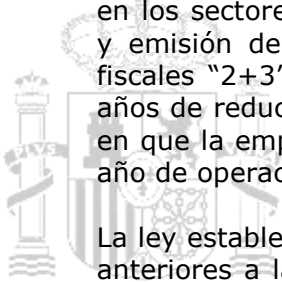 en los sectore
y emisión de
fiscales “2+3”
años de reduc
en que la emp
año de operac
La ley estable
anteriores a la